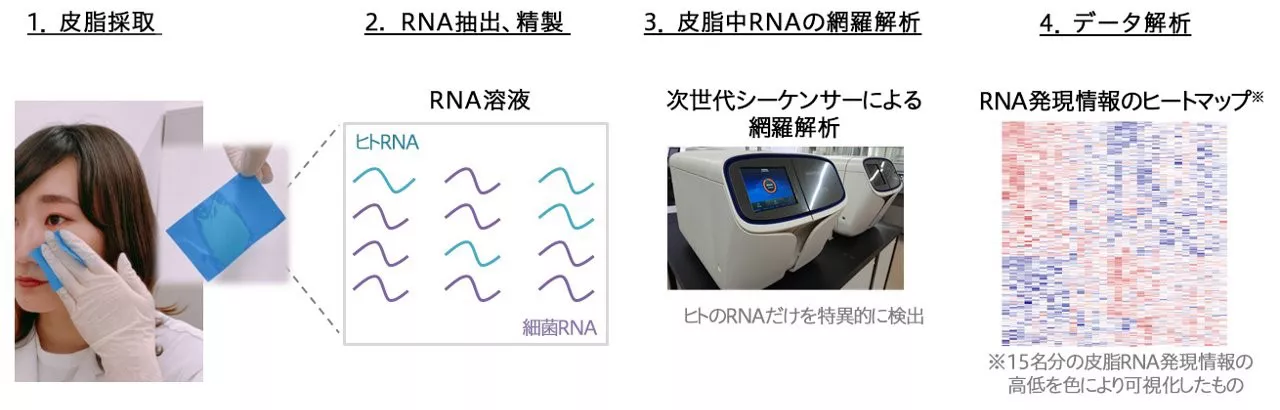 1．皮脂採取
2．RNA抽出、精製
3．皮脂中RNAの網羅解析
4．データ解析
RNA溶液
ヒトRNA
細菌RNA
次世代シーケンサーによる
網羅解析
ヒトのRNAだけを特異的に検出
RNA発現情報のヒートマップ※
※15名分の皮脂RNA発現情報の
高低を色により可視化したもの